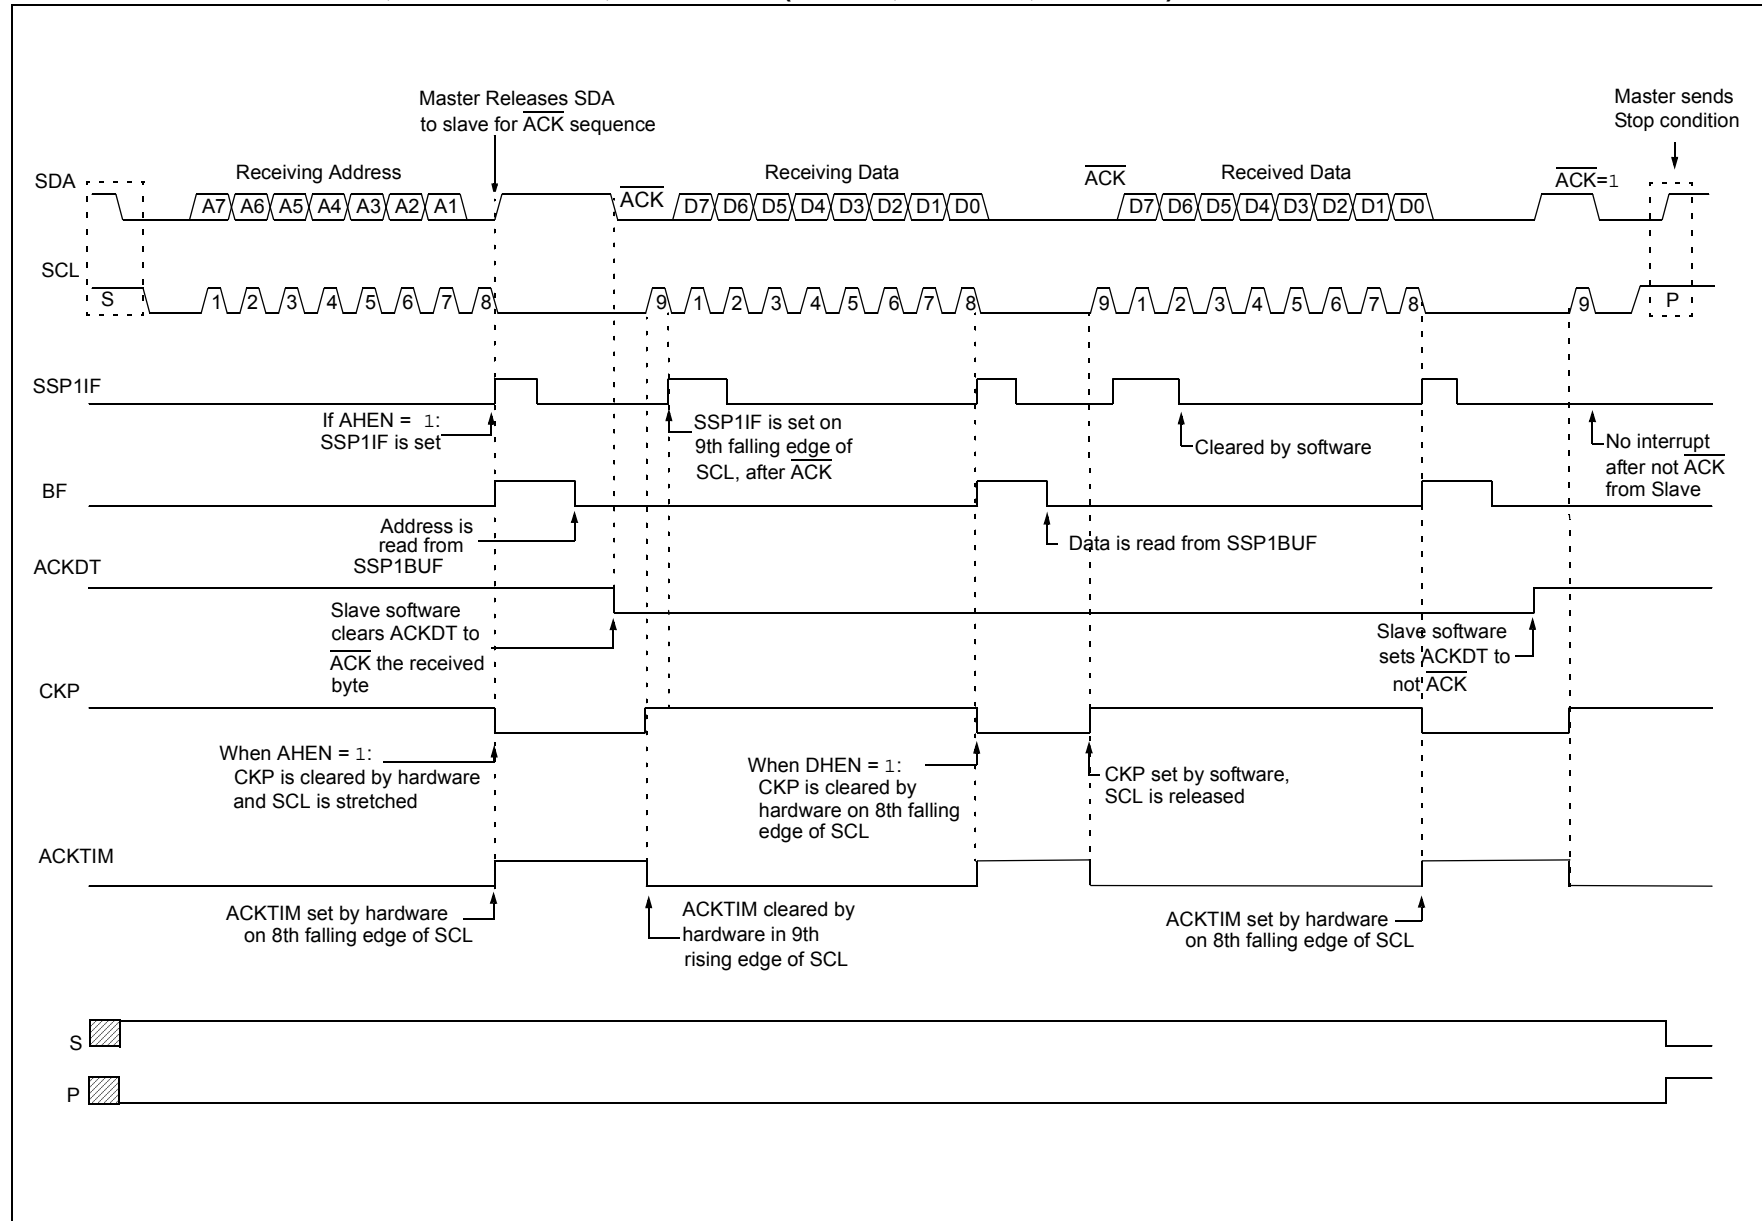 Master Releases SDA
to slave for ACK sequence
Master sends
Stop condition
SDA
Receiving Address
ACK
Receiving Data
ACK
Received Data
ACK=1
A7 A6 A5 A4 A3 A2 A1
D7 D6 D5 D4 D3 D2 D1 D0
D7 D6 D5 D4 D3 D2 D1 D0
SCL
S 1 2 3 4 5 6 7 8 9 1 2 3 4 5 6 7 8 9 1 2 3 4 5 6 7 8 9 P
SSP1IF
If AHEN = 1:
SSP1IF is set
SSP1IF is set on
9th falling edge of
SCL, after ACK
Cleared by software
No interrupt
after not ACK
from Slave
BF
Address is
read from
SSP1BUF
Data is read from SSP1BUF
ACKDT
Slave software
clears ACKDT to
ACK the received
byte
Slave software
sets ACKDT to
not ACK
CKP
When AHEN = 1:
CKP is cleared by hardware
and SCL is stretched
When DHEN = 1:
CKP is cleared by
hardware on 8th falling
edge of SCL
CKP set by software,
SCL is released
ACKTIM
ACKTIM set by hardware
on 8th falling edge of SCL
ACKTIM cleared by
hardware in 9th
rising edge of SCL
ACKTIM set by hardware
on 8th falling edge of SCL
S
P